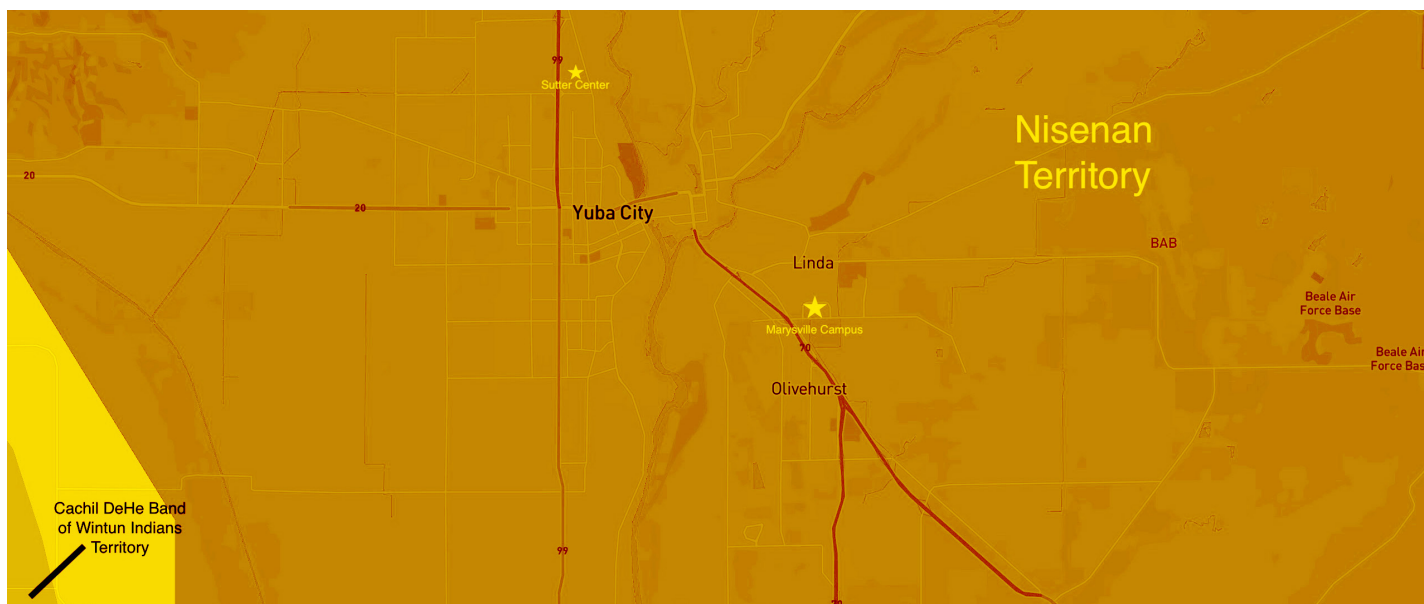 99
Sutter Center
Nisenan
Territory
20
20
Yuba City
BAB
Linda
Beale Air
Force Base
Marysville Campus
70
Beale Air
Force Bas
Olivehurst
Cachil DeHe Band
of Wintun Indians
Territory
99
70